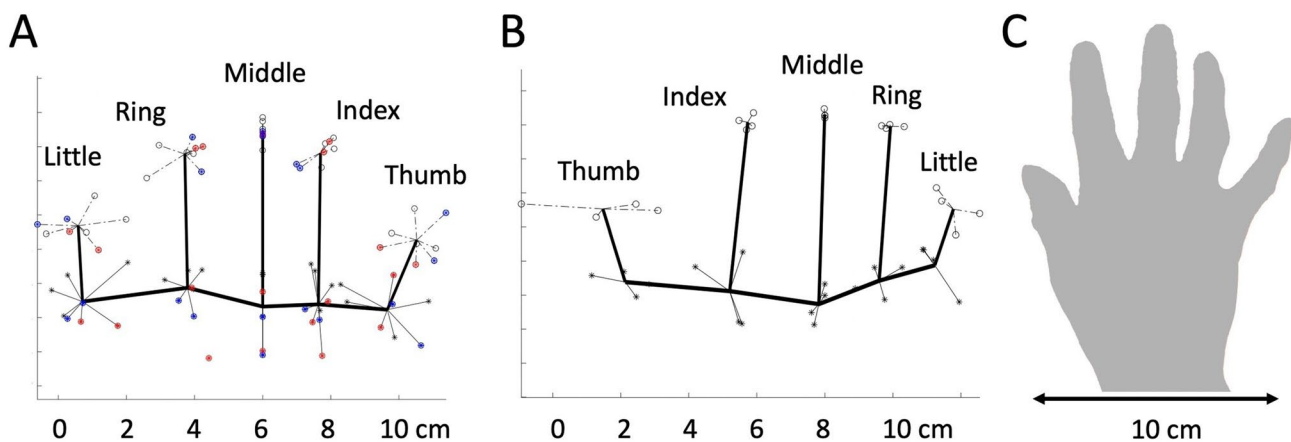 A
B
C
Middle
Ring
Index
Little
Thumb
0 2 4 6 8 10 cm
Middle
Index
Ring
Thumb
Little
0 2 4 6 8 10 cm
10 cm